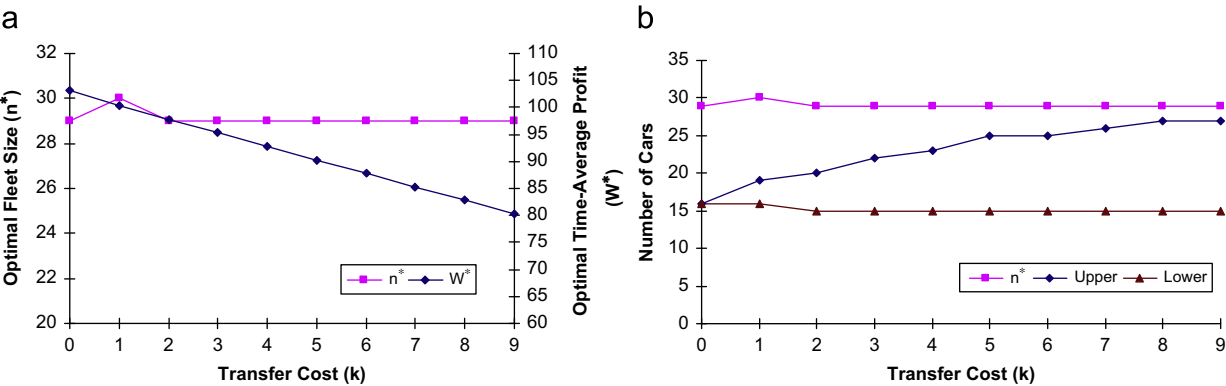 a
Optimal Fleet Size (n*)
32
30
28
26
24
22
20
110
105
100
95
90
85
80
75
70
65
60
Optimal Time-Average Profit
(W*)
n* W*
0 1 2 3 4 5 6 7 8 9
Transfer Cost (k)
b
Number of Cars
35
30
25
20
15
10
5
0
n* Upper Lower
0 1 2 3 4 5 6 7 8 9
Transfer Cost (k)